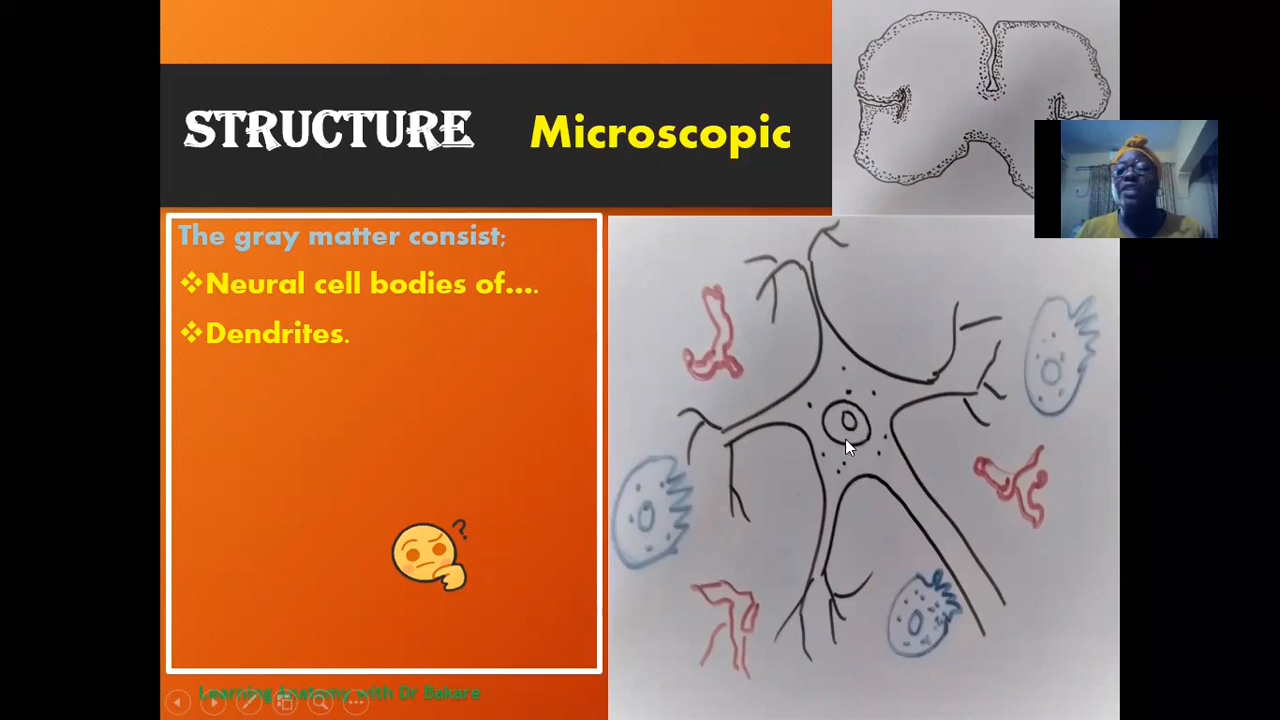 STRUCTURE Microscopic
The gray matter consist;
❖Neural cell bodies of....
❖Dendrites.
?
Learning Anatomy with Dr Bakare